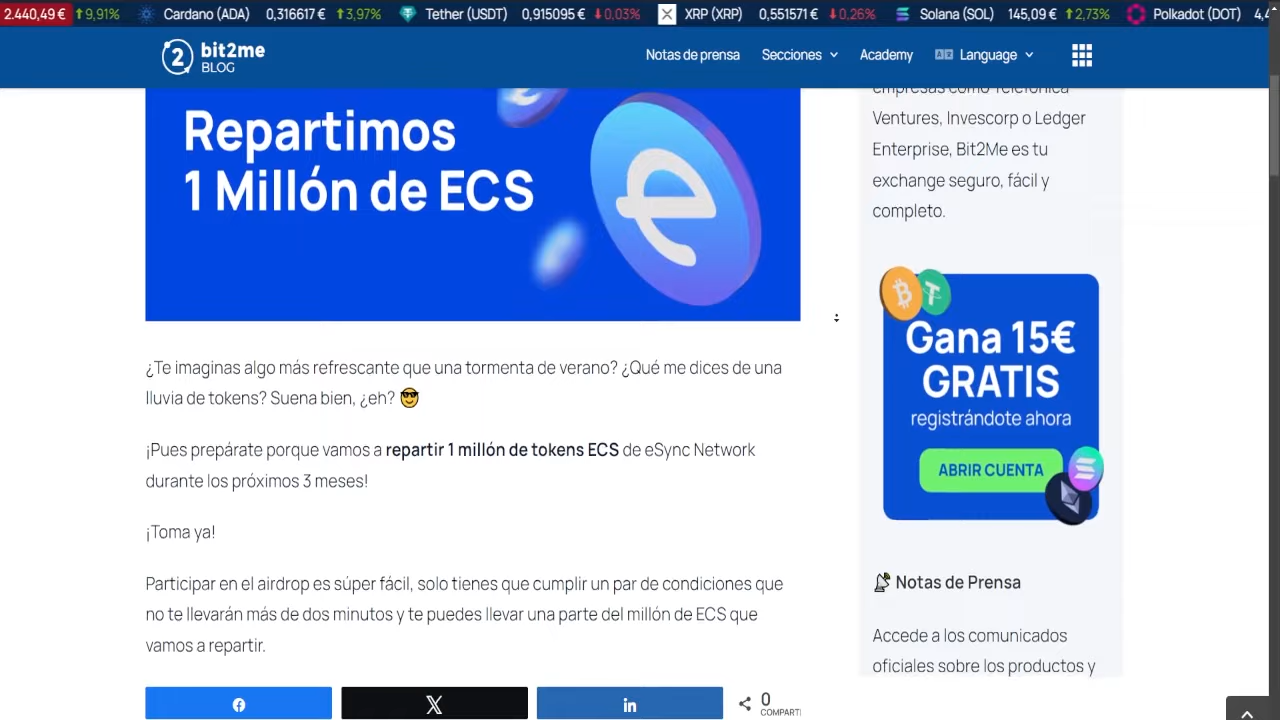 2.440,49 € 9,91% Cardano (ADA) 0,316617 € 3,97% Tether (USDT) 0,915095 € 0,03% XRP (XRP) 0,551571 € 0,26% Solana (SOL) 145,09 € 2,73% Polkadot (DOT) 4,4
bit2me
BLOG
Notas de prensa Secciones Academy Language
Repartimos
1 Millón de ECS
¿Te imaginas algo más refrescante que una tormenta de verano? ¿Qué me dices de una
lluvia de tokens? Suena bien, ¿eh? 😎
¡Pues prepárate porque vamos a repartir 1 millón de tokens ECS de eSync Network
durante los próximos 3 meses!
¡Toma ya!
Participar en el airdrop es súper fácil, solo tienes que cumplir un par de condiciones que
no te llevarán más de dos minutos y te puedes llevar una parte del millón de ECS que
vamos a repartir.
0
COMPARTI
empresas como Telefónica
Ventures, Invescorp o Ledger
Enterprise, Bit2Me es tu
exchange seguro, fácil y
completo.
Gana 15€
GRATIS
registrándote ahora
ABRIR CUENTA
Notas de Prensa
Accede a los comunicados
oficiales sobre los productos y